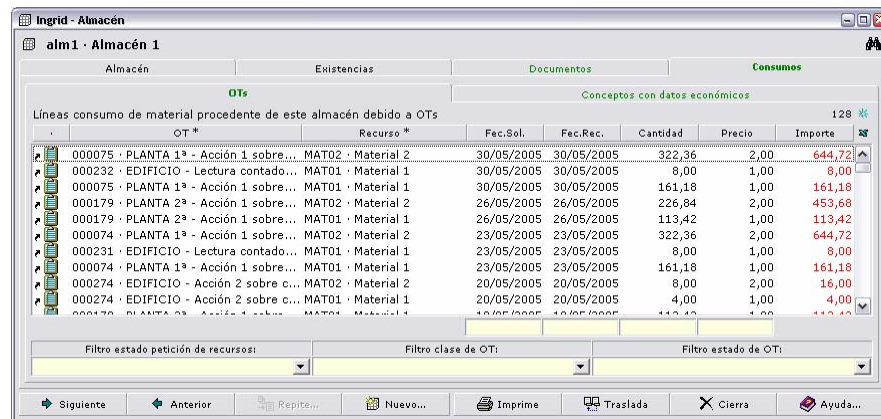 Ingrid - Almacén
alm1 · Almacén 1
Almacén Existencias Documentos Consumos
OTs Conceptos con datos económicos
Líneas consumo de material procedente de este almacén debido a OTs 128
OT * Recurso * Fec.Sol. Fec.Rec. Cantidad Precio Importe
000075 · PLANTA 1ª - Acción 1 sobre... MAT02 · Material 2 30/05/2005 30/05/2005 322,36 2,00 644,72
000232 · EDIFICIO - Lectura contado... MAT01 · Material 1 30/05/2005 30/05/2005 8,00 1,00 8,00
000075 · PLANTA 1ª - Acción 1 sobre... MAT01 · Material 1 30/05/2005 30/05/2005 161,18 1,00 161,18
000179 · PLANTA 2ª - Acción 1 sobre... MAT02 · Material 2 26/05/2005 26/05/2005 226,84 2,00 453,68
000179 · PLANTA 2ª - Acción 1 sobre... MAT01 · Material 1 26/05/2005 26/05/2005 113,42 1,00 113,42
000074 · PLANTA 1ª - Acción 1 sobre... MAT02 · Material 2 23/05/2005 23/05/2005 322,36 2,00 644,72
000231 · EDIFICIO - Lectura contado... MAT01 · Material 1 23/05/2005 23/05/2005 8,00 1,00 8,00
000074 · PLANTA 1ª - Acción 1 sobre... MAT01 · Material 1 23/05/2005 23/05/2005 161,18 1,00 161,18
000274 · EDIFICIO - Acción 2 sobre c... MAT02 · Material 2 20/05/2005 20/05/2005 8,00 2,00 16,00
000274 · EDIFICIO - Acción 2 sobre c... MAT01 · Material 1 20/05/2005 20/05/2005 4,00 1,00 4,00
Filtro estado petición de recursos: Filtro clase de OT: Filtro estado de OT:
Siguiente Anterior Repite... Nuevo... Imprime Traslada Cierra Ayuda...